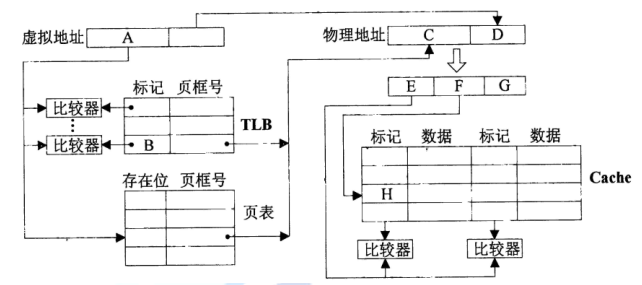 虚拟地址 A 物理地址 C D
E F G
标记 页框号
比较器
TLB
比较器 B
标记 数据 标记 数据
H
Cache
存在位 页框号
页表
比较器 比较器